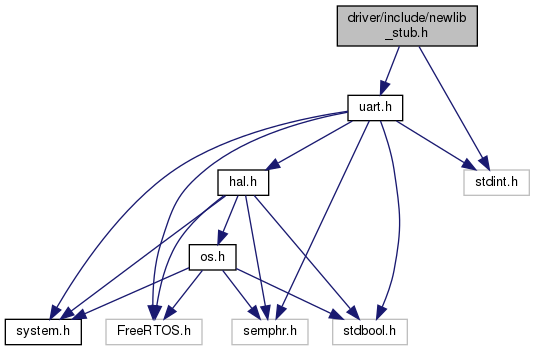 driver/include/newlib
_stub.h
uart.h
stdint.h
hal.h
os.h
system.h
FreeRTOS.h
semphr.h
stdbool.h